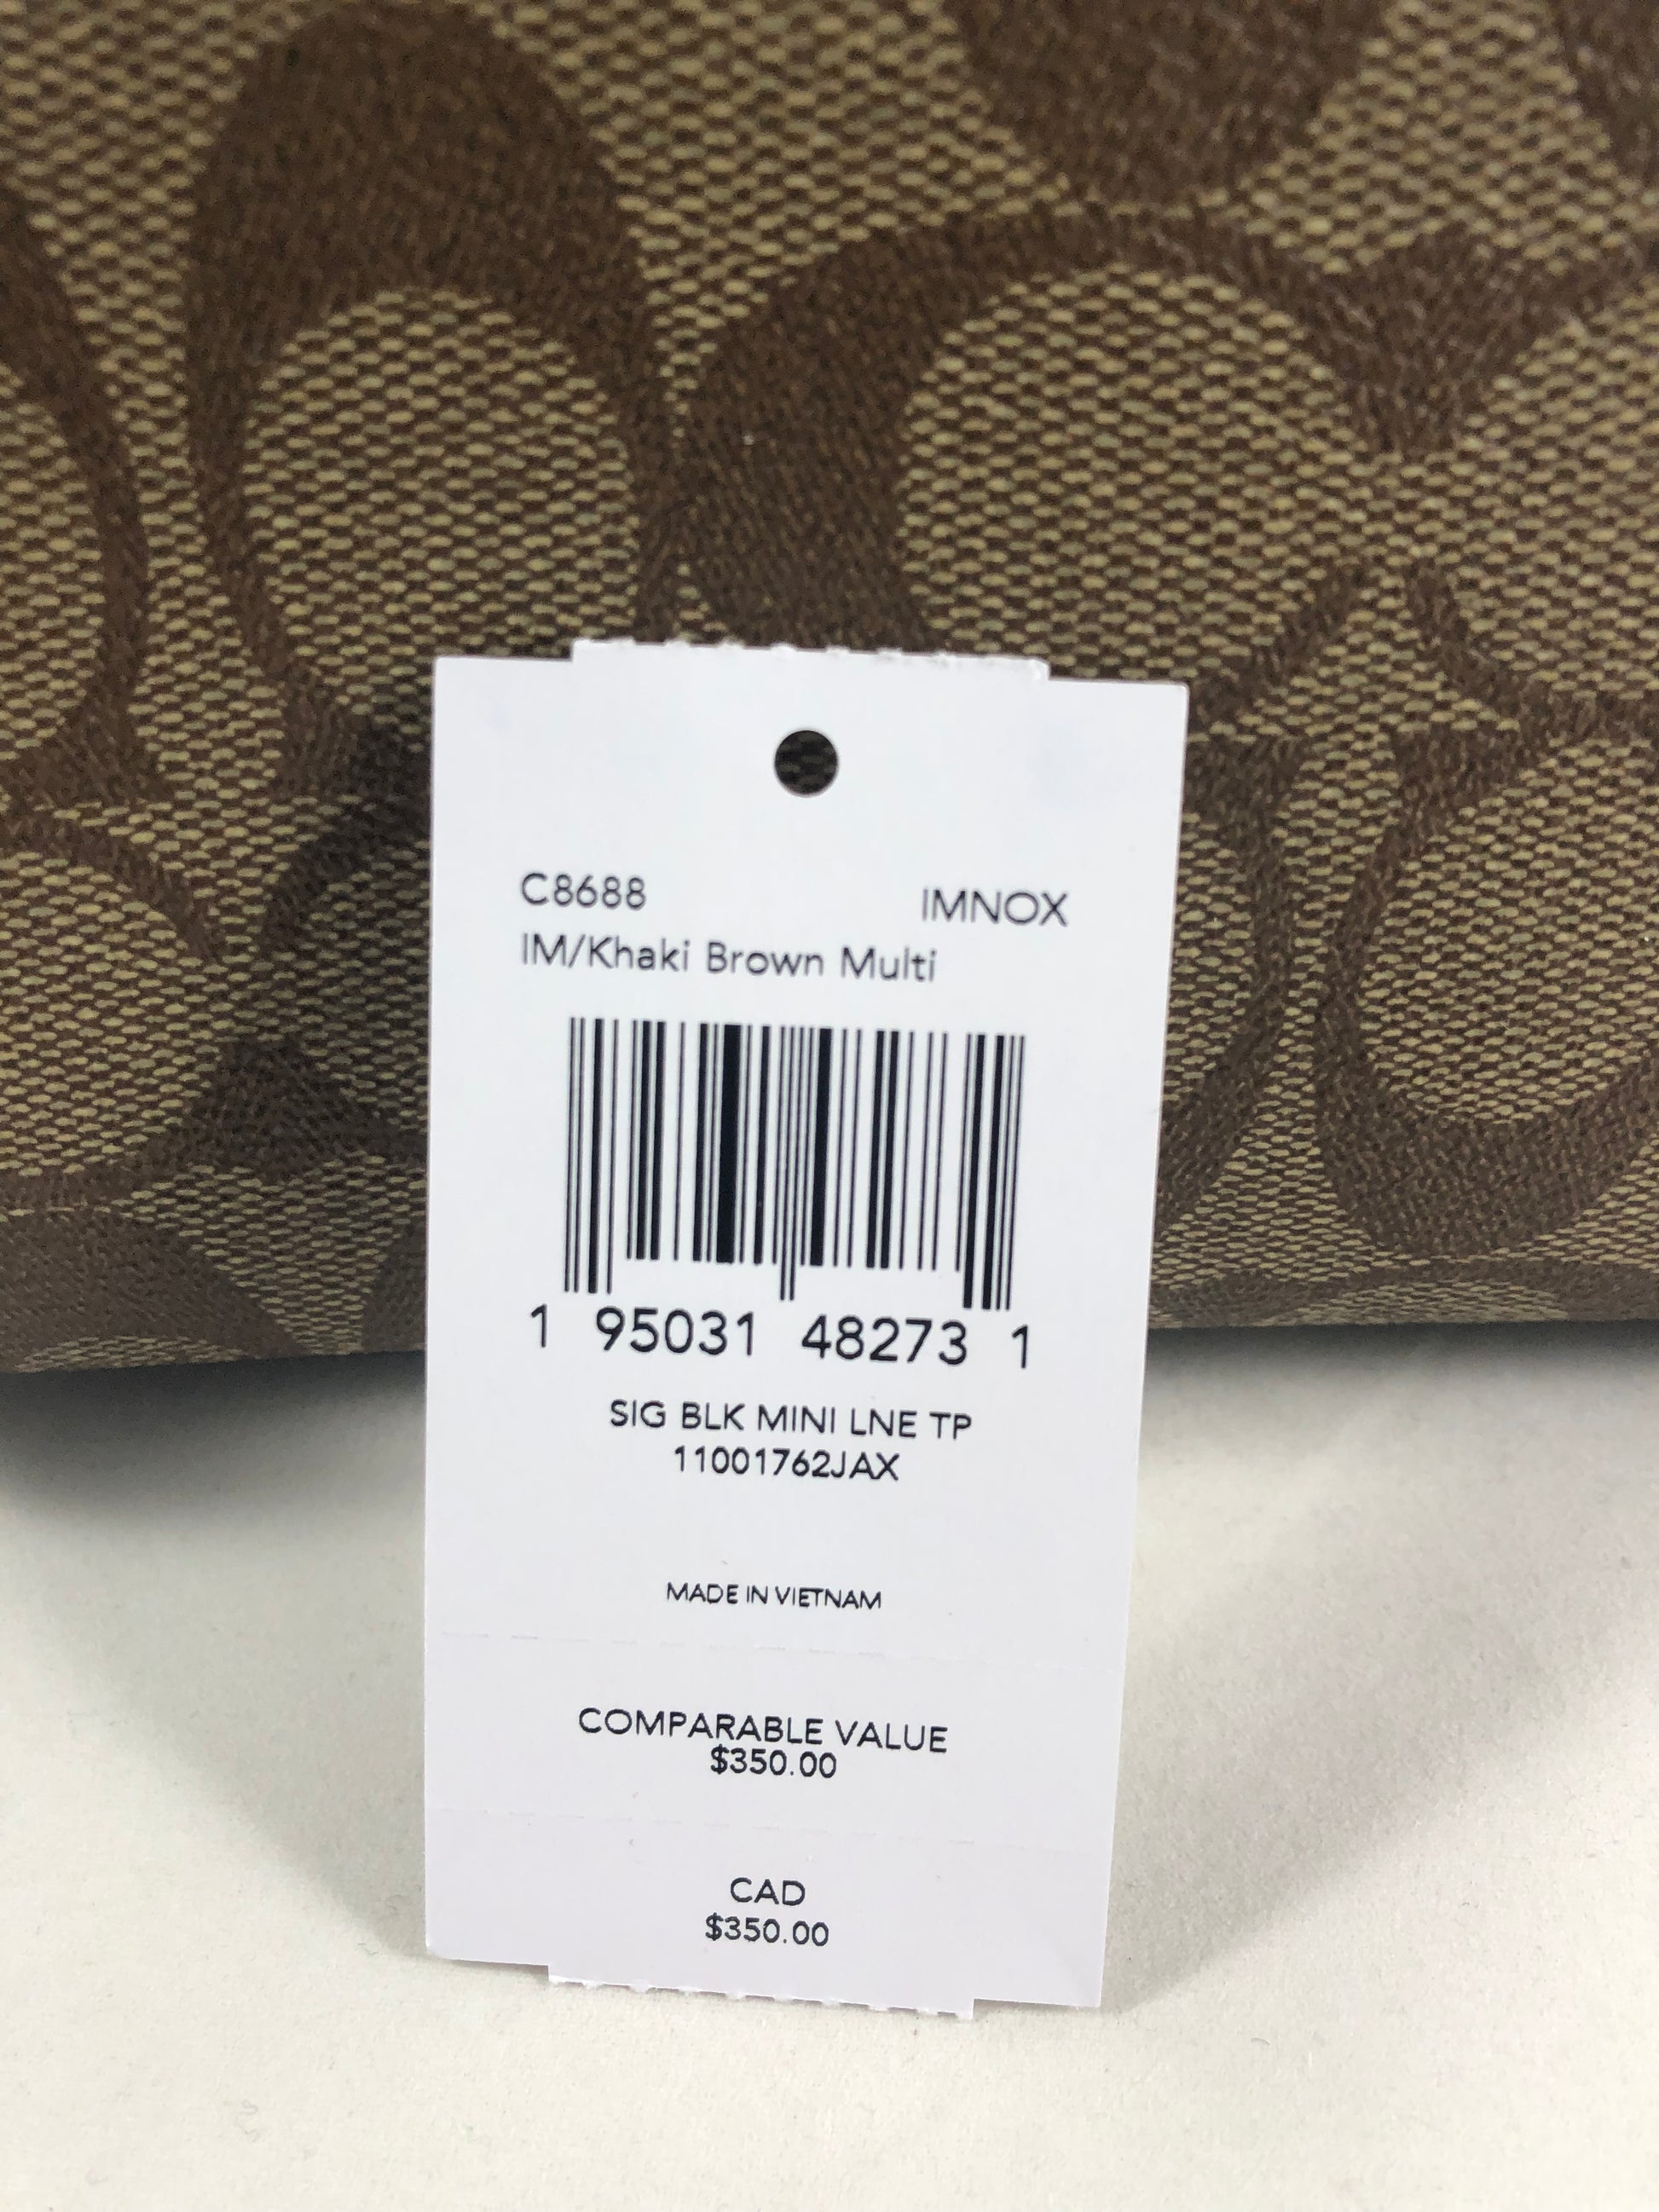 C8688 IMNOX
IM/Khaki Brown Multi
1 95031 48273 1
SIG BLK MINI LNE TP
11001762JAX
MADE IN VIETNAM
COMPARABLE VALUE
$350.00
CAD
$350.00